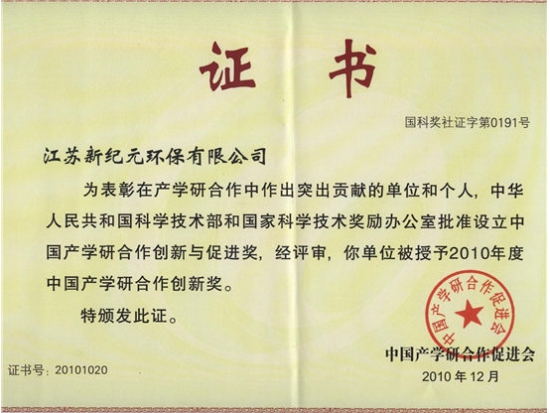 证书
国科奖社证字第0191号
江苏新纪元环保有限公司
为表彰在产学研合作中作出突出贡献的单位和个人，中华
人民共和国科学技术部和国家科学技术奖励办公室批准设立中
国产学研合作创新与促进奖，经评审，你单位被授予2010年度
中国产学研合作创新奖。
特颁发此证。
中国产学研合作促进会
中国产学研合作促进会
证书号：20101020
2010年12月